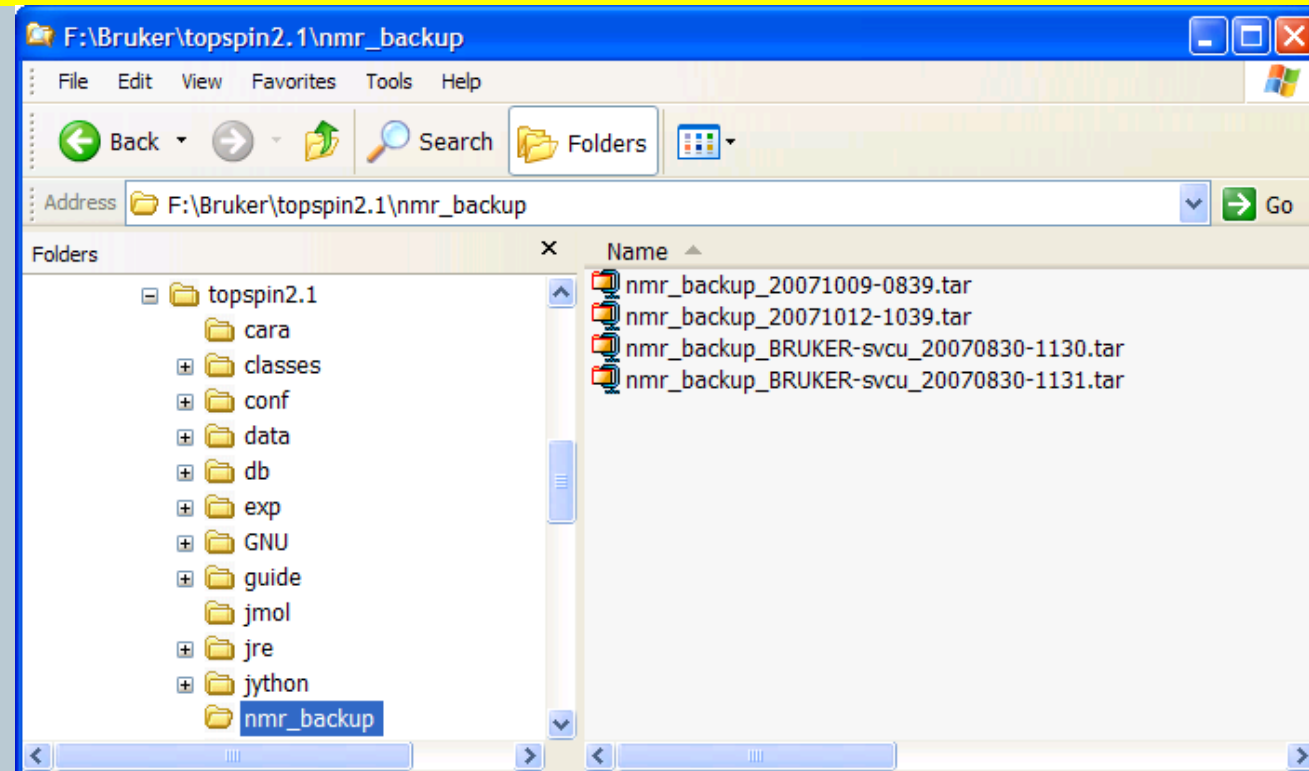 F:\Bruker\topspin2.1\nmr_backup
File Edit View Favorites Tools Help
Back Search Folders
Address F:\Bruker\topspin2.1\nmr_backup Go
Folders
topspin2.1
cara
classes
conf
data
db
exp
GNU
guide
jmol
jre
jython
nmr_backup
Name
nmr_backup_20071009-0839.tar
nmr_backup_20071012-1039.tar
nmr_backup_BRUKER-svcu_20070830-1130.tar
nmr_backup_BRUKER-svcu_20070830-1131.tar